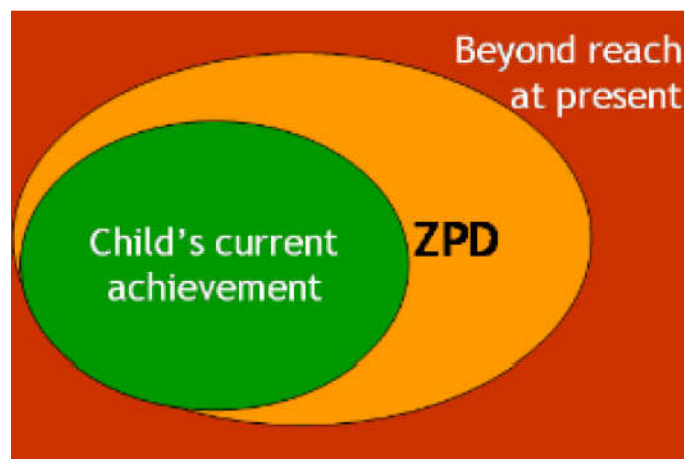 Beyond reach
at present
ZPD
Child's current
achievement